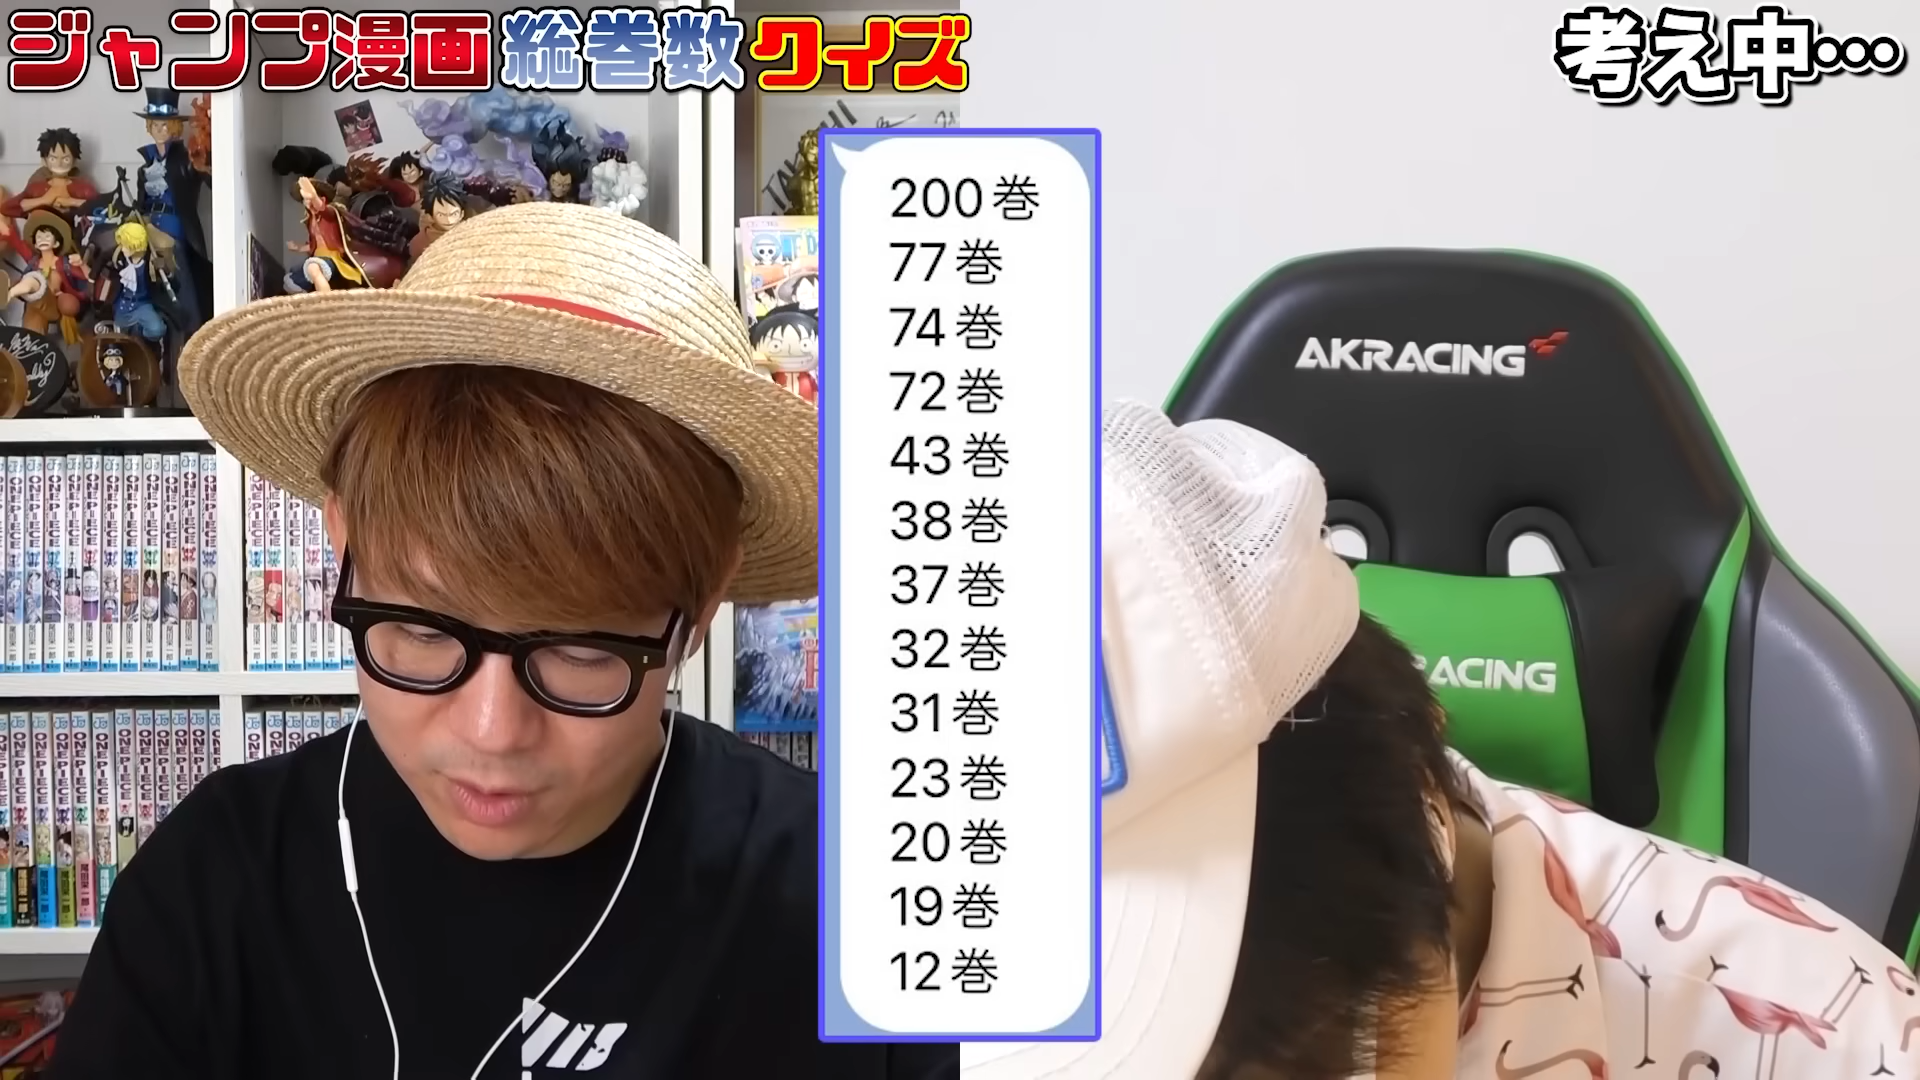 ジャンプ漫画 総巻数 クイズ
考え中…
200巻
77巻
74巻
72巻
43巻
38巻
37巻
32巻
31巻
23巻
20巻
19巻
12巻
AKRACING
ACING
ONE PIECE